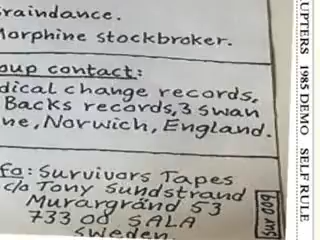 raindance.
Morphine stockbroker.
oup contact:
dical change records,
Backs records, 3 swan
ne, Norwich, England.
fo: Survivors Tapes
c/o Tony Sundstrand
Murargränd 53
733 00 SALA
Sweden.
UPTERS 1985 DEMO SELF RULE